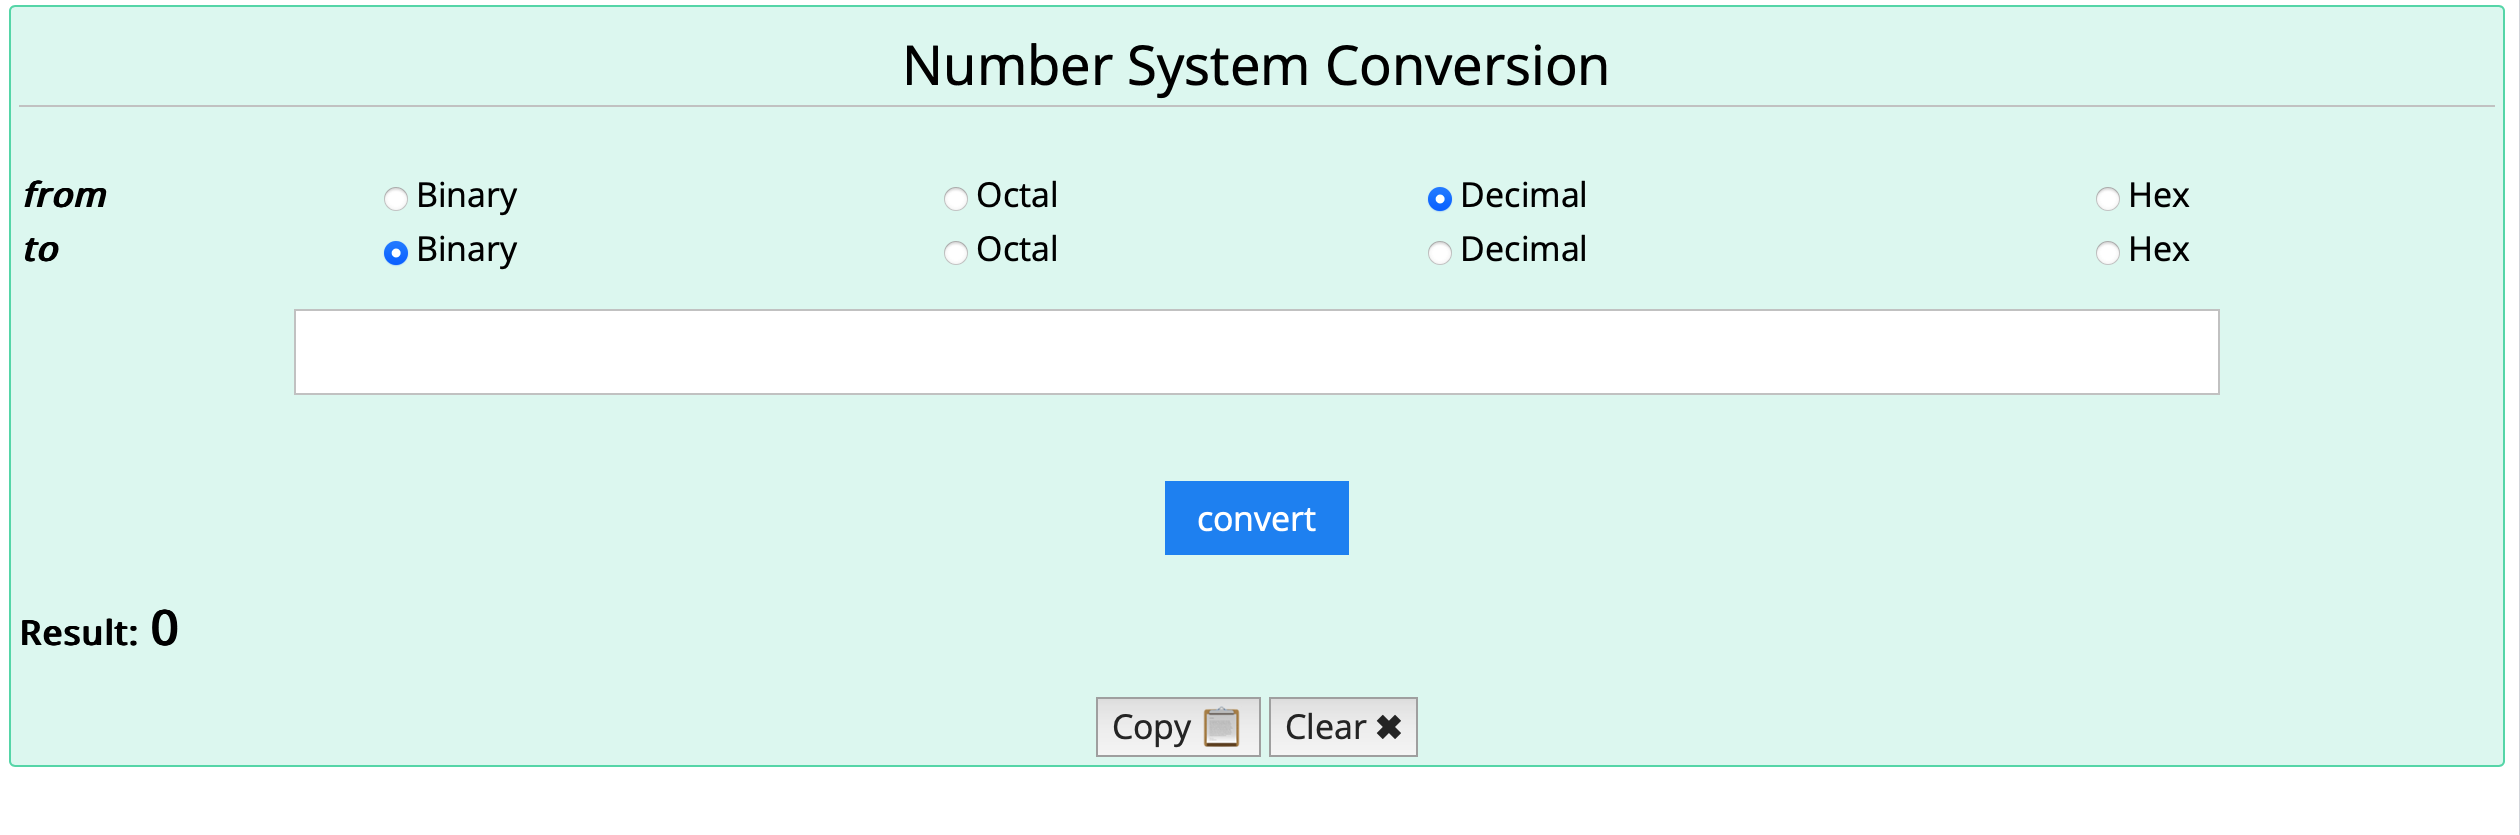 Number System Conversion
from Binary Octal Decimal Hex
to Binary Octal Decimal Hex
convert
Result: 0
Copy Clear